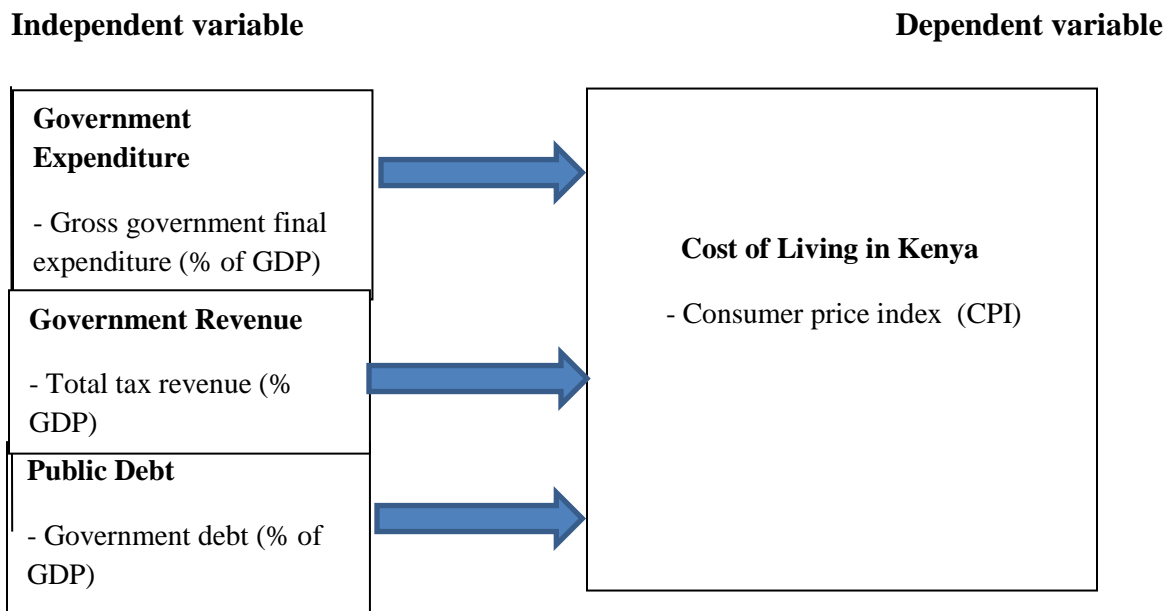 Independent variable
Dependent variable
Government
Expenditure
- Gross government final
expenditure (% of GDP)
Government Revenue
- Total tax revenue (%
GDP)
Public Debt
- Government debt (% of
GDP)
Cost of Living in Kenya
- Consumer price index (CPI)